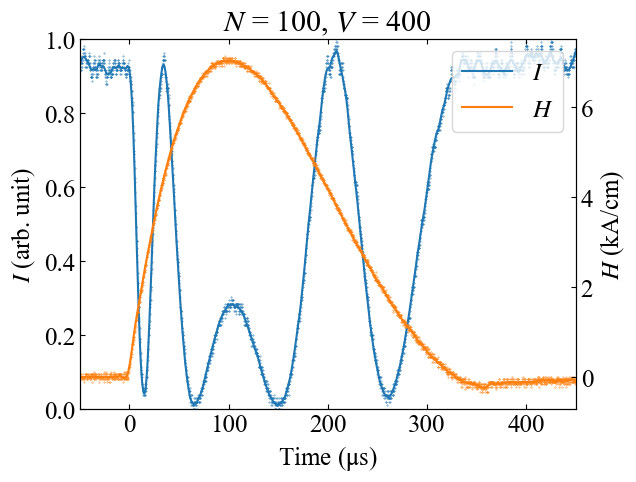 N = 100, V = 400
1.0
0.8
0.6
0.4
0.2
0.0
I (arb. unit)
I
H
6
4
2
0
H (kA/cm)
0 100 200 300 400
Time (μs)